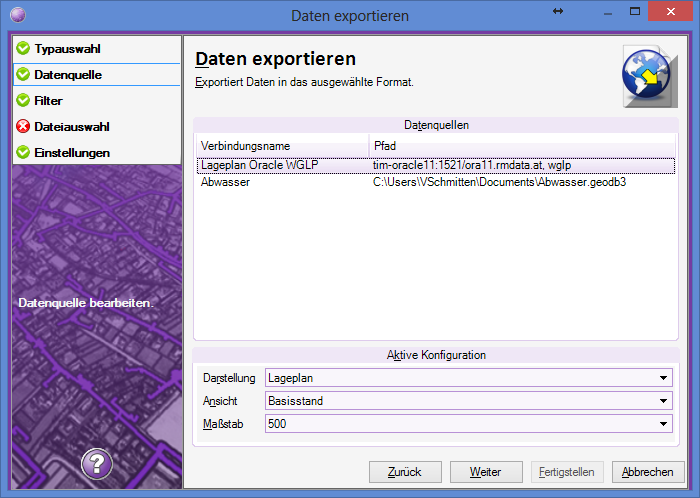 Daten exportieren
Typauswahl
Datenquelle
Filter
Dateiauswahl
Einstellungen
Datenquelle bearbeiten.
?
Daten exportieren
Exportiert Daten in das ausgewählte Format.
Datenquellen
Verbindungsname Pfad
Lageplan Oracle WGLP tim-oracle11:1521/ora11.rmdata.at, wglp
Abwasser C:\Users\VSchmitten\Documents\Abwasser.geodb3
Aktive Konfiguration
Darstellung Lageplan
Ansicht Basisstand
Maßstab 500
Zurück Weiter Fertigstellen Abbrechen